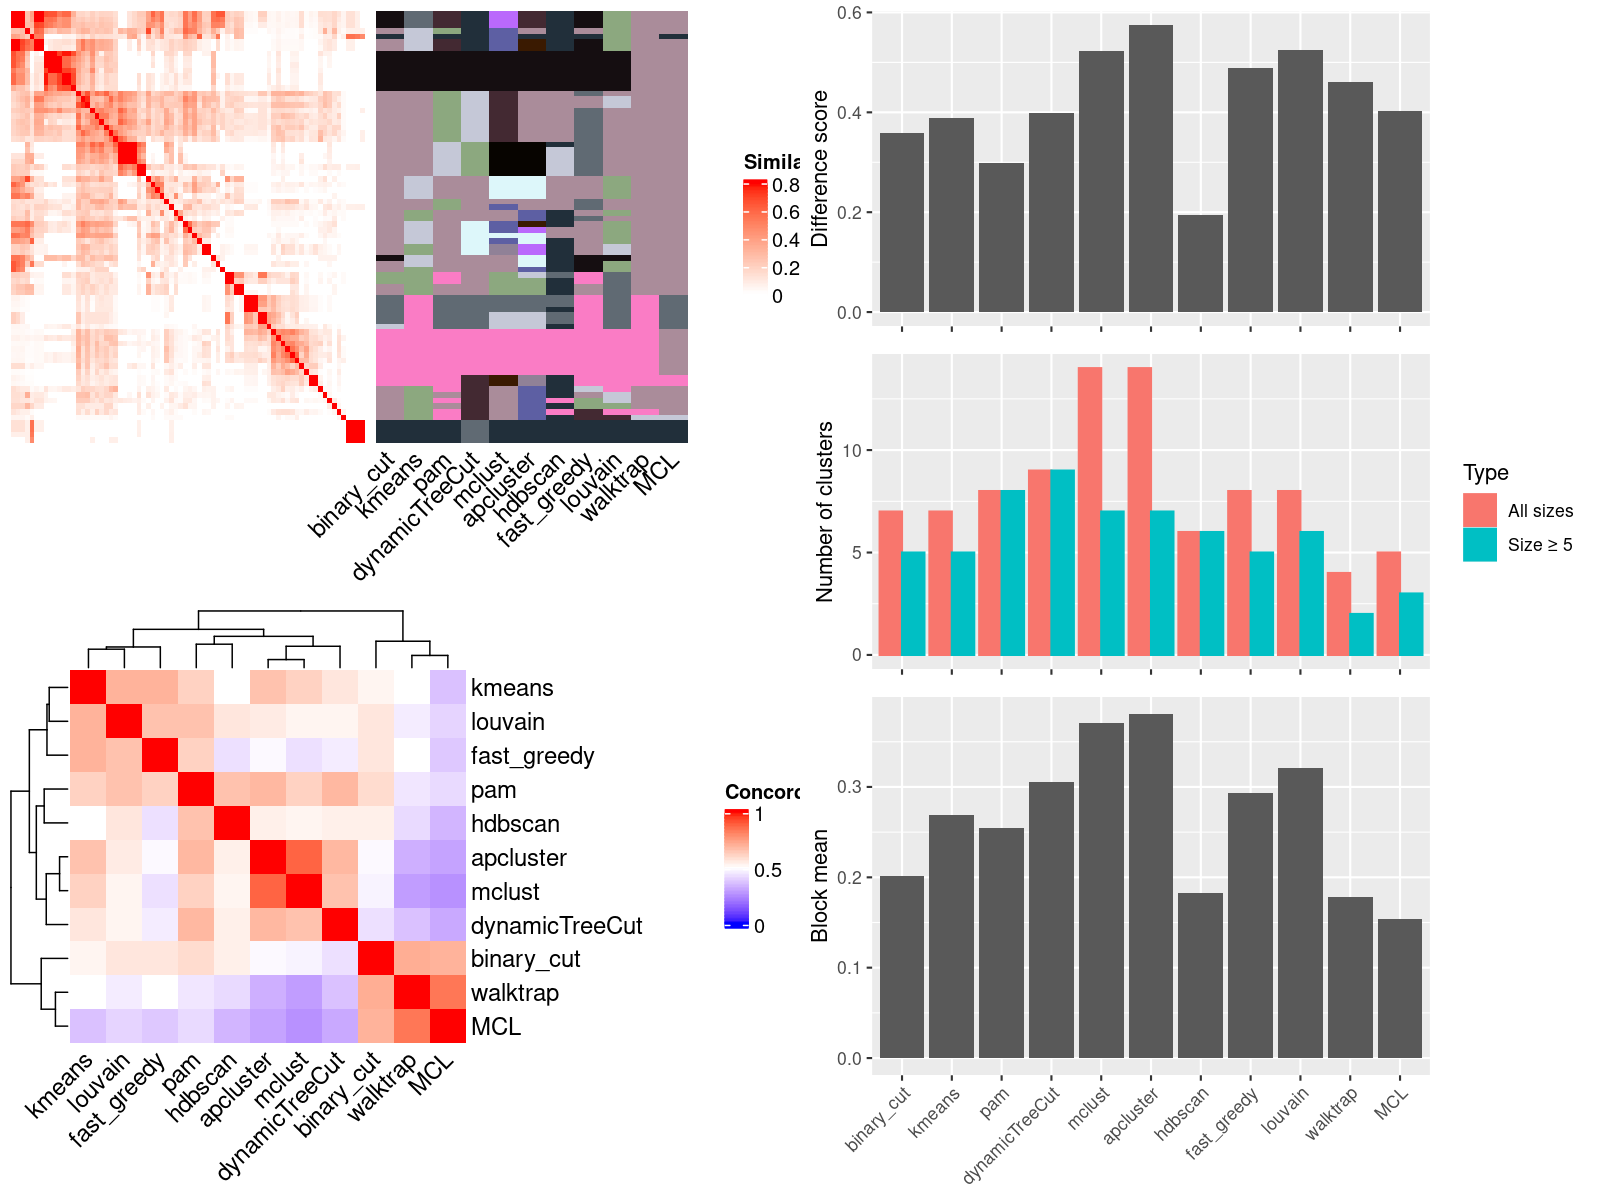 Simila
0.8
0.6
0.4
0.2
0
binary_cut
kmeans
pam
dynamicTreeCut
mclust
apcluster
hdbscan
fast_greedy
louvain
walktrap
MCL
Difference score
0.6
0.4
0.2
0.0
Number of clusters
10
5
0
Type
All sizes
Size ≥ 5
kmeans
louvain
fast_greedy
pam
hdbscan
apcluster
mclust
dynamicTreeCut
binary_cut
walktrap
MCL
kmeans
louvain
fast_greedy
pam
hdbscan
apcluster
mclust
dynamicTreeCut
binary_cut
walktrap
MCL
Concord
1
0.5
0
Block mean
0.3
0.2
0.1
0.0
binary_cut
kmeans
pam
dynamicTreeCut
mclust
apcluster
hdbscan
fast_greedy
louvain
walktrap
MCL